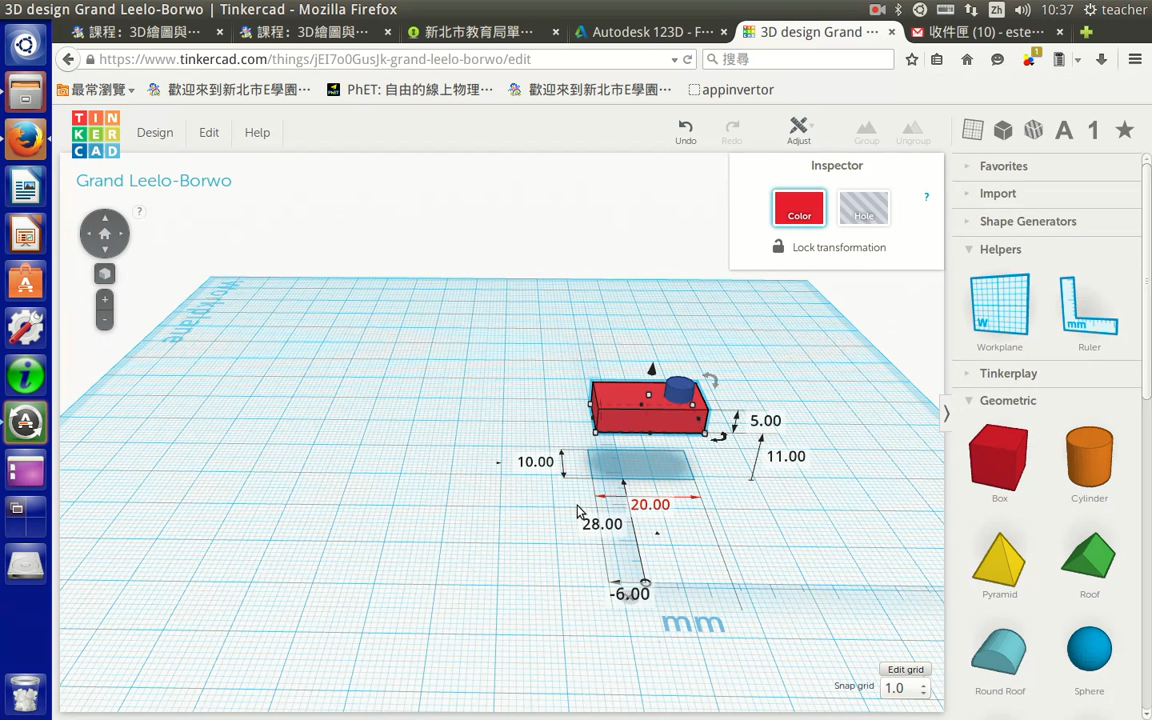 3D design Grand Leelo-Borwo | Tinkercad - Mozilla Firefox
Zh
10:37
teacher
課程：3D繪圖與⋯ ×
課程：3D繪圖與⋯ ×
新北市教育局單⋯ ×
Autodesk 123D - F⋯ ×
3D design Grand ⋯ ×
收件匣 (10) - este⋯ ×
https://www.tinkercad.com/things/jEI7o0GusJk-grand-leelo-borwo/edit
搜尋
1
最常瀏覽
歡迎來到新北市E學園⋯
PhET: 自由的線上物理⋯
歡迎來到新北市E學園⋯
appinvertor
TIN
KER
CAD
Design
Edit
Help
Undo
Redo
Adjust
Group
Ungroup
A
1
Grand Leelo-Borwo
?
Inspector
Color
Hole
?
Lock transformation
Workplane
5.00
11.00
10.00
20.00
28.00
-6.00
mm
Edit grid
Snap grid
1.0
Favorites
Import
Shape Generators
Helpers
W
mm
Workplane
Ruler
Tinkerplay
Geometric
Box
Cylinder
Pyramid
Roof
Round Roof
Sphere